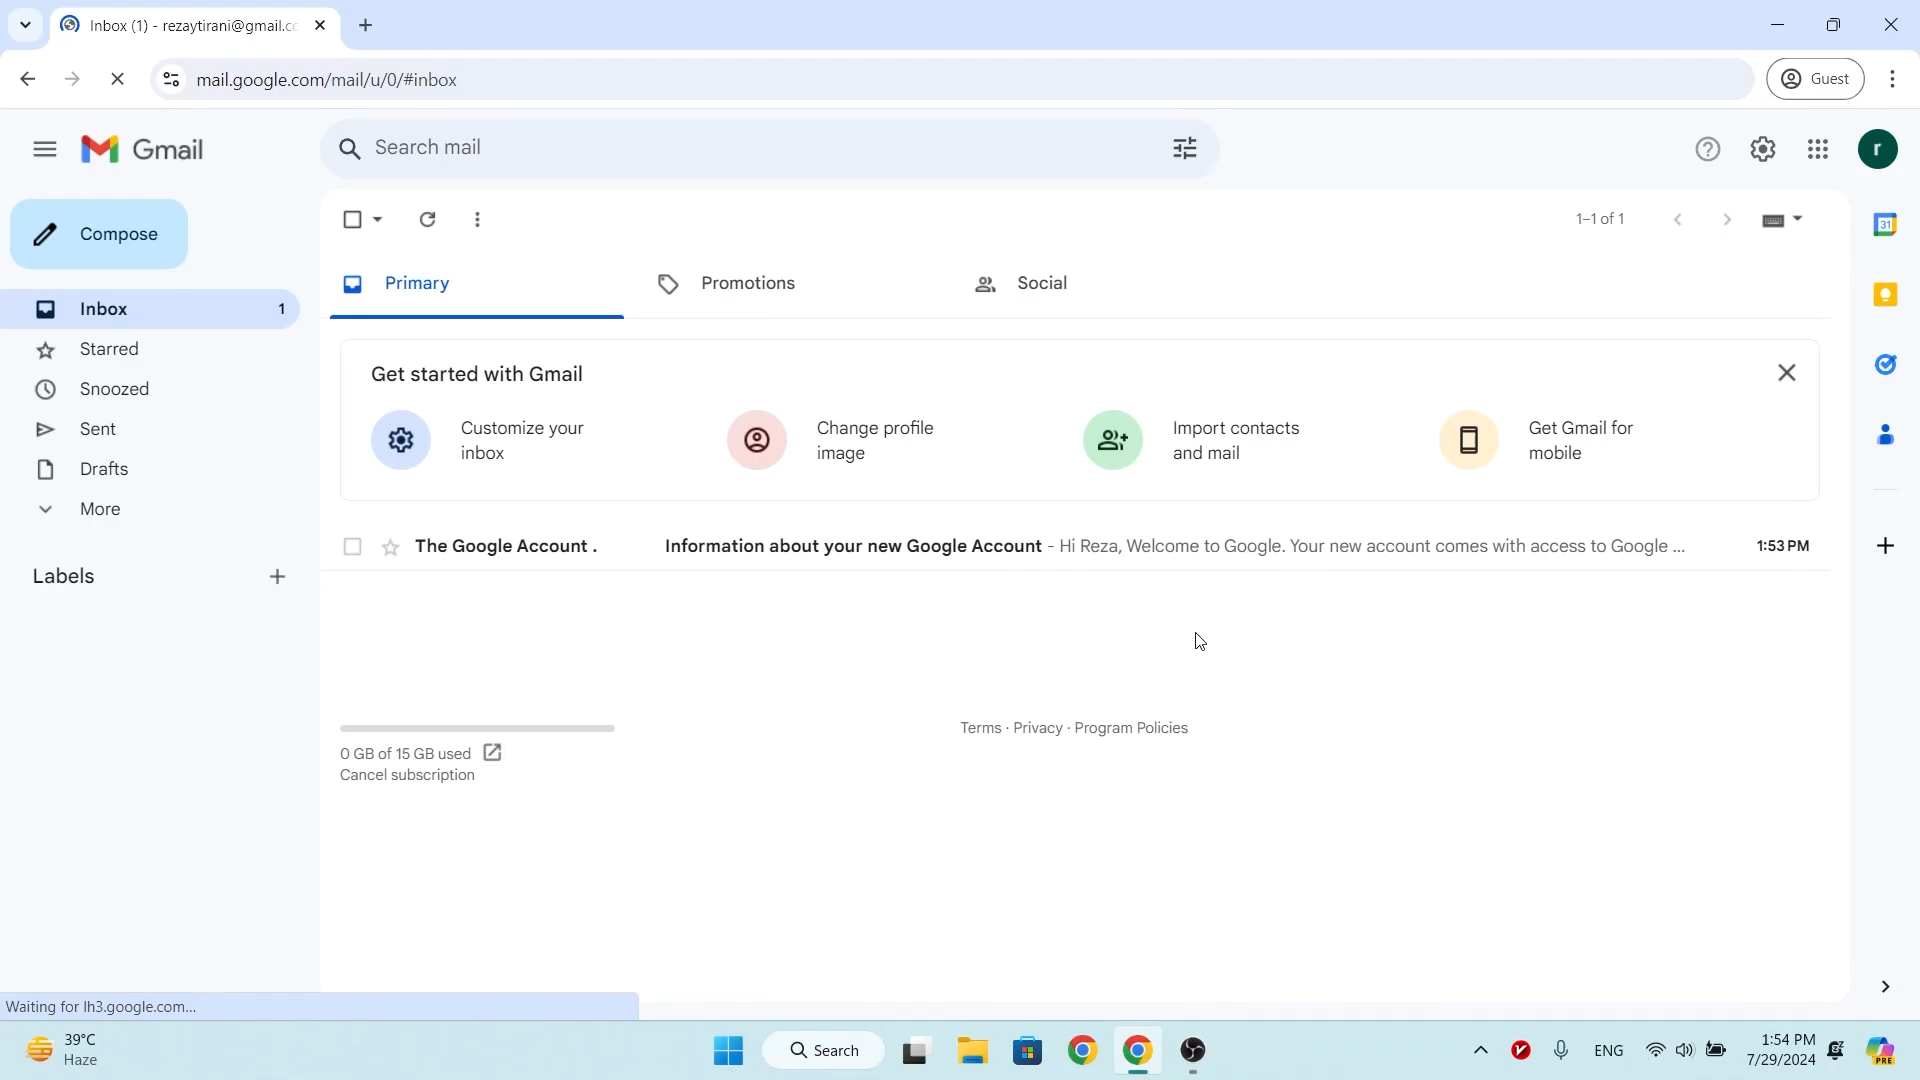 Inbox (1) - rezaytirani@gmail.co
mail.google.com/mail/u/0/#inbox
Guest
Gmail
Search mail
r
Compose
1–1 of 1
31
Primary
Promotions
Social
Inbox 1
Starred
Snoozed
Sent
Drafts
More
Labels
Get started with Gmail
Customize your
inbox
Change profile
image
Import contacts
and mail
Get Gmail for
mobile
The Google Account . Information about your new Google Account - Hi Reza, Welcome to Google. Your new account comes with access to Google ... 1:53 PM
0 GB of 15 GB used
Cancel subscription
Terms · Privacy · Program Policies
Waiting for lh3.google.com...
39°C
Haze
Search
ENG
1:54 PM
7/29/2024
PRE